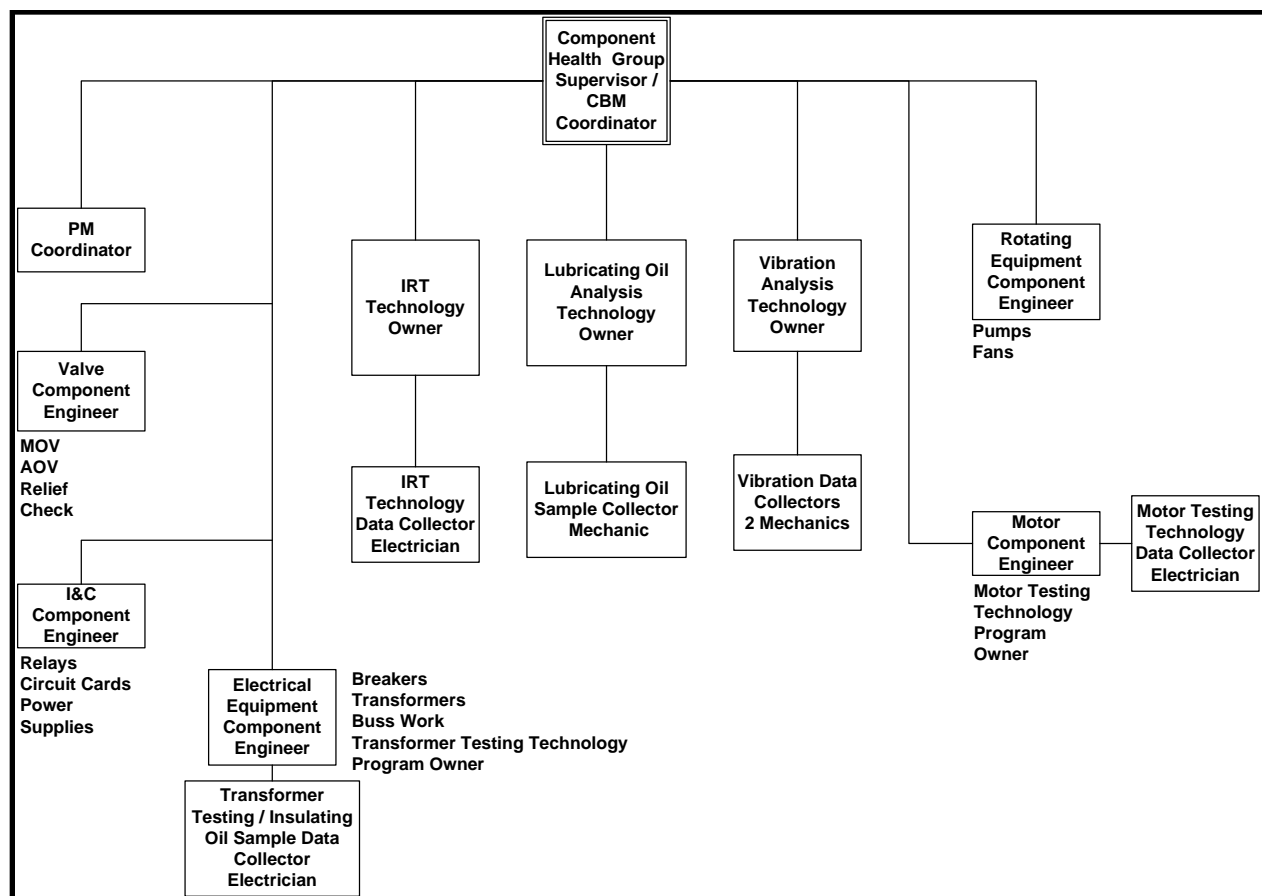 Component
Health Group
Supervisor /
CBM
Coordinator
PM
Coordinator
IRT
Technology
Owner
Lubricating Oil
Analysis
Technology
Owner
Vibration
Analysis
Technology
Owner
Rotating
Equipment
Component
Engineer
Pumps
Fans
Valve
Component
Engineer
MOV
AOV
Relief
Check
IRT
Technology
Data Collector
Electrician
Lubricating Oil
Sample Collector
Mechanic
Vibration Data
Collectors
2 Mechanics
Motor
Component
Engineer
Motor Testing
Technology
Program
Owner
Motor Testing
Technology
Data Collector
Electrician
I&C
Component
Engineer
Relays
Circuit Cards
Power
Supplies
Electrical
Equipment
Component
Engineer
Breakers
Transformers
Buss Work
Transformer Testing Technology
Program Owner
Transformer
Testing / Insulating
Oil Sample Data
Collector
Electrician